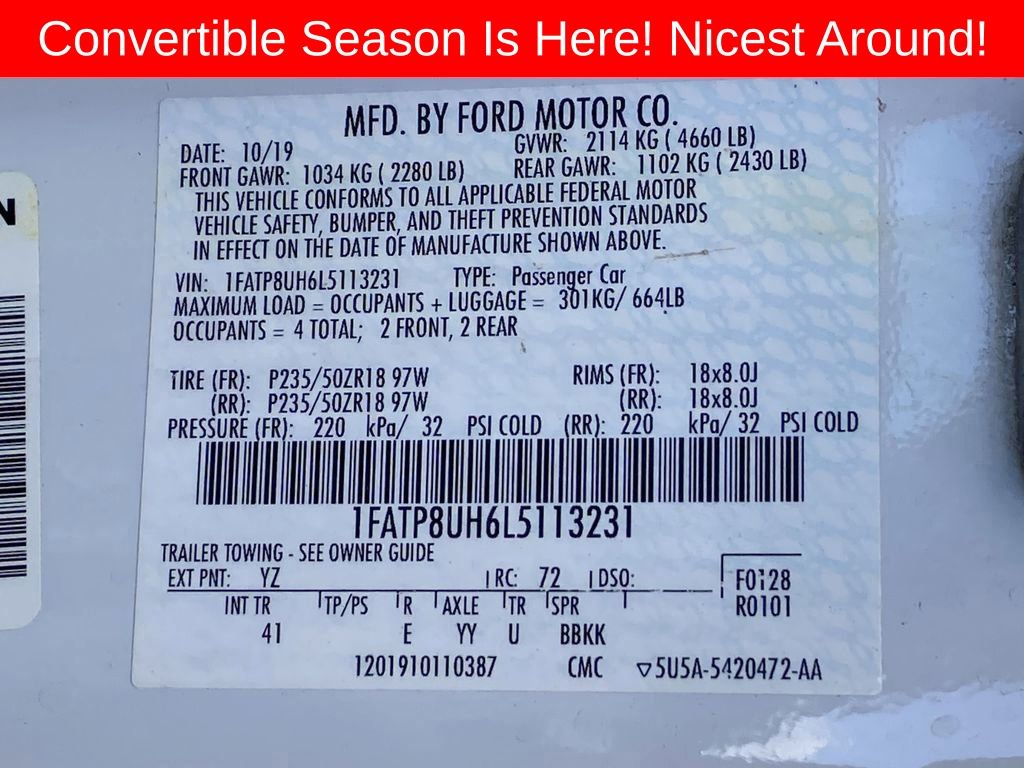 Convertible Season Is Here! Nicest Around!
MFD. BY FORD MOTOR CO.
DATE: 10/19 GVWR: 2114 KG ( 4660 LB)
FRONT GAWR: 1034 KG ( 2280 LB) REAR GAWR: 1102 KG ( 2430 LB)
THIS VEHICLE CONFORMS TO ALL APPLICABLE FEDERAL MOTOR
VEHICLE SAFETY, BUMPER, AND THEFT PREVENTION STANDARDS
IN EFFECT ON THE DATE OF MANUFACTURE SHOWN ABOVE.
VIN: 1FATP8UH6L5113231 TYPE: Passenger Car
MAXIMUM LOAD = OCCUPANTS + LUGGAGE = 301KG/ 664LB
OCCUPANTS = 4 TOTAL; 2 FRONT, 2 REAR
TIRE (FR): P235/50ZR18 97W RIMS (FR): 18x8.0J
(RR): P235/50ZR18 97W (RR): 18x8.0J
PRESSURE (FR): 220 kPa/ 32 PSI COLD (RR): 220 kPa/ 32 PSI COLD
1FATP8UH6L5113231
TRAILER TOWING - SEE OWNER GUIDE
EXT PNT: YZ RC: 72 DSO: F0128
INT TR TP/PS R AXLE TR SPR R0101
41 E YY U BBKK
1201910110387 CMC ▽5U5A-5420472-AA
N